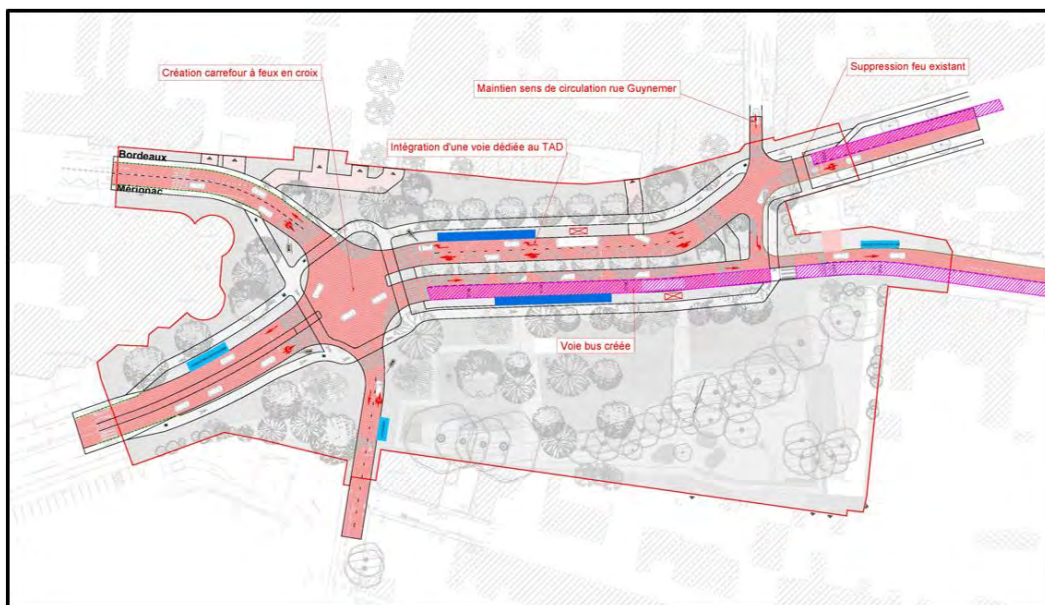 Création carrefour à feux en croix
Suppression feu existant
Maintien sens de circulation rue Guynemer
Intégration d'une voie dédiée au TAD
Bordeaux
Mérignac
Voie bus créée